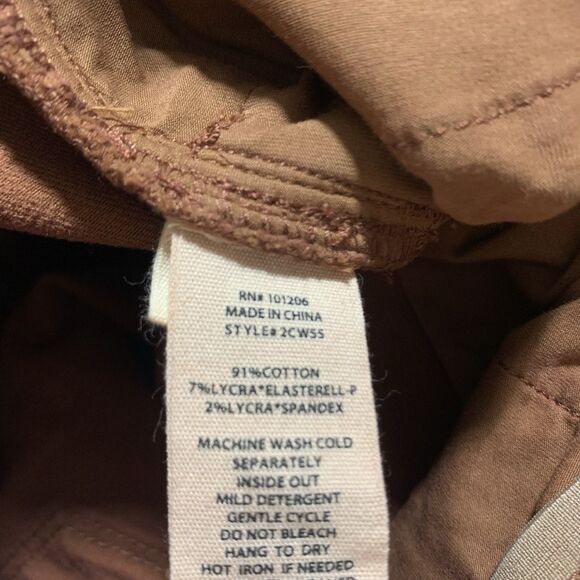 RN# 101206
MADE IN CHINA
STYLE# 2CW55
91%COTTON
7%LYCRA*ELASTERELL-P
2%LYCRA*SPANDEX
MACHINE WASH COLD
SEPARATELY
INSIDE OUT
MILD DETERGENT
GENTLE CYCLE
DO NOT BLEACH
HANG TO DRY
HOT IRON IF NEEDED